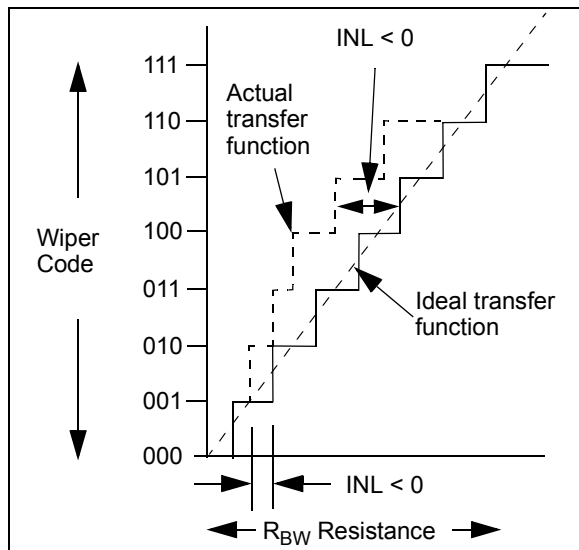 INL < 0
111
Actual
transfer
function
110
101
100
Wiper
Code
011
Ideal transfer
function
010
001
000
INL < 0
RBW Resistance